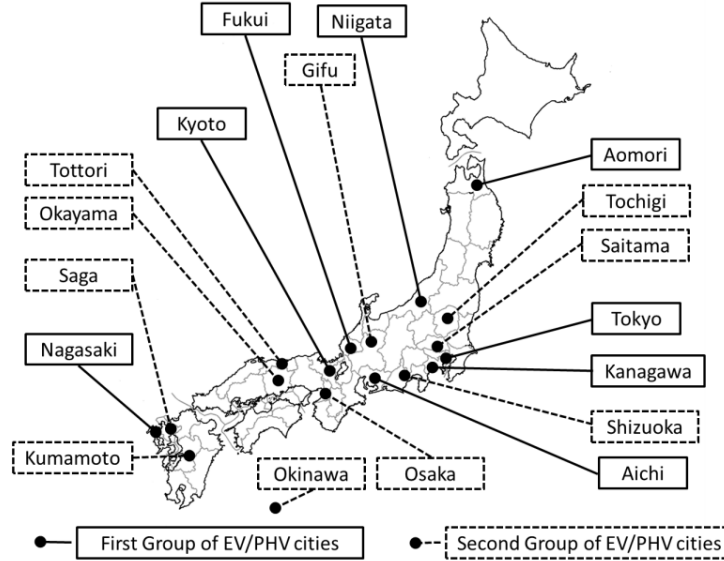 Fukui
Niigata
Gifu
Kyoto
Aomori
Tottori
Tochigi
Okayama
Saitama
Saga
Tokyo
Nagasaki
Kanagawa
Shizuoka
Kumamoto
Okinawa
Osaka
Aichi
First Group of EV/PHV cities
Second Group of EV/PHV cities